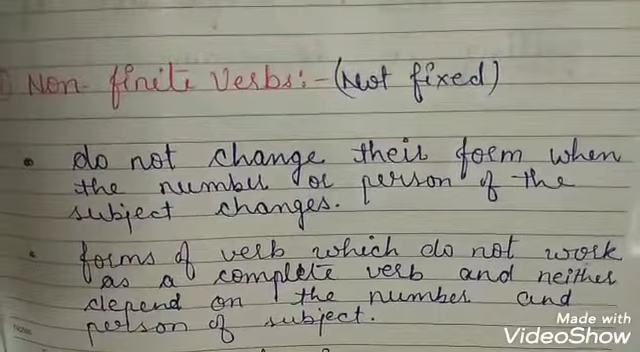 Non-finite Verbs:- (Not fixed)
• do not change their form when
the number or person of the
subject changes.
• forms of verb which do not work
as a complete verb and neither
depend on the number and
person of subject.
Notes
Made with
VideoShow